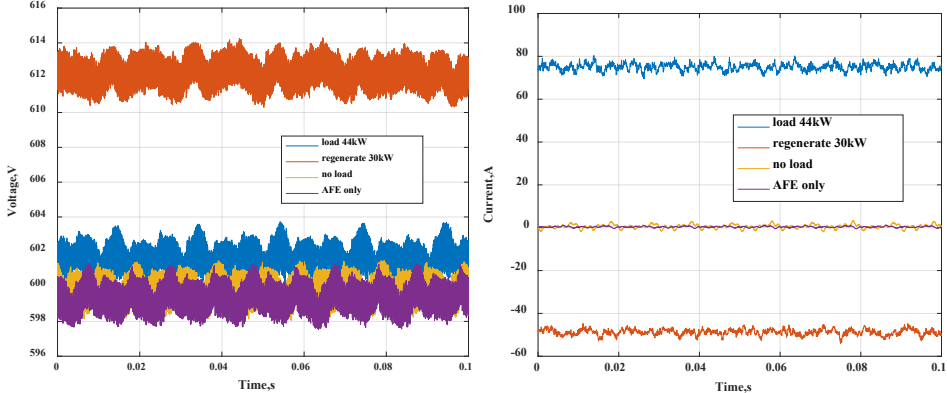 616
614
612
610
608
606
604
602
600
598
596
Voltage,V
load 44kW
regenerate 30kW
no load
AFE only
0
0.02
0.04
0.06
0.08
0.1
Time,s
100
80
60
40
20
0
-20
-40
-60
Current,A
load 44kW
regenerate 30kW
no load
AFE only
0
0.02
0.04
0.06
0.08
0.1
Time,s